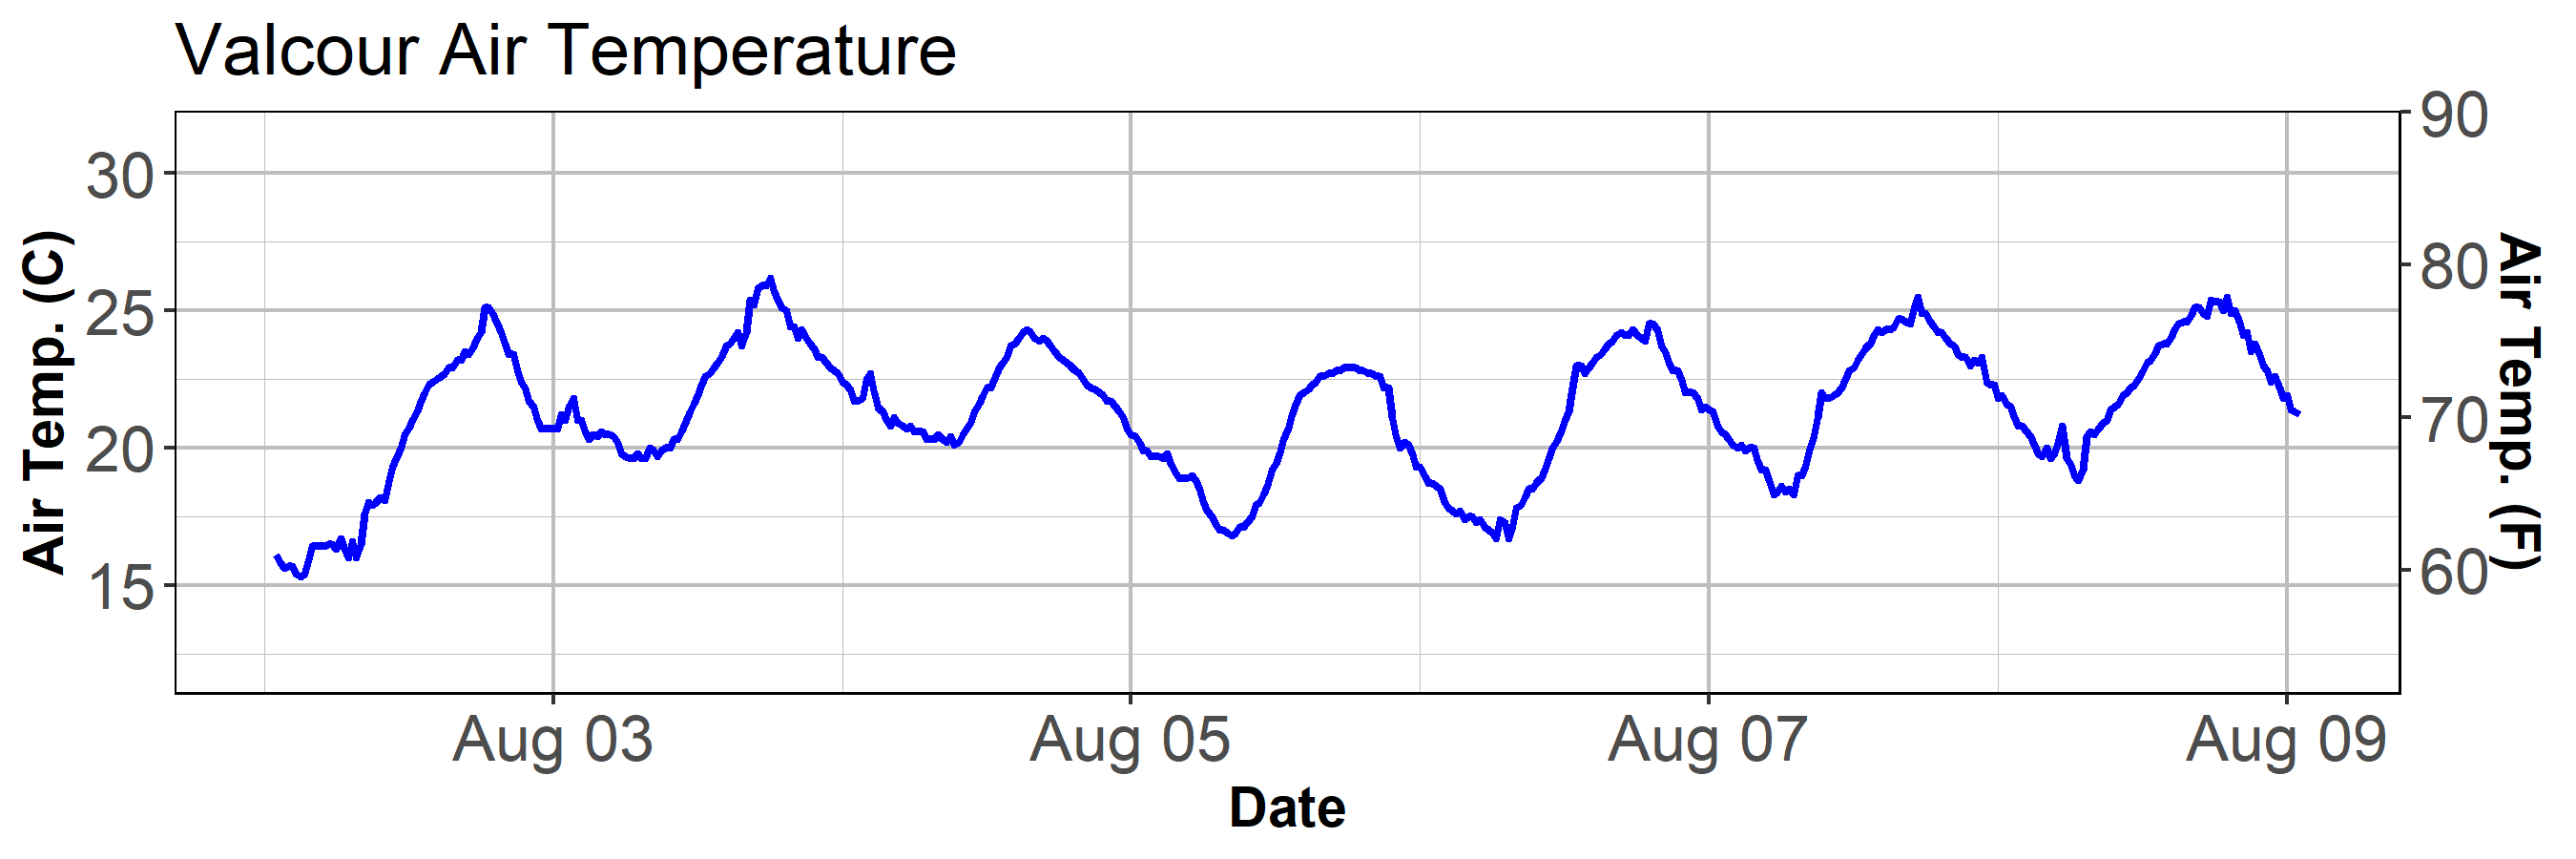 Valcour Air Temperature
Air Temp. (C)
30
25
20
15
90
80
70
60
Air Temp. (F)
Aug 03
Aug 05
Aug 07
Aug 09
Date